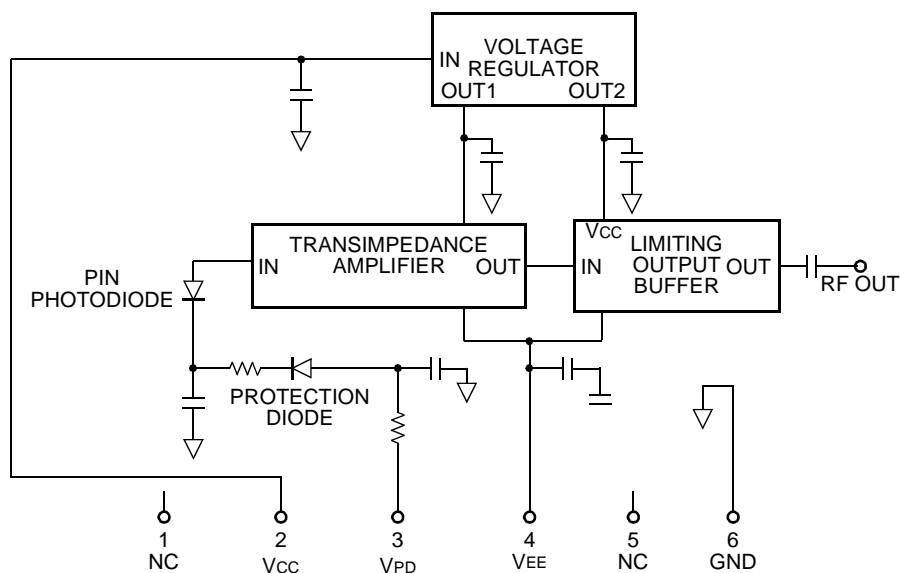 VOLTAGE
REGULATOR
IN
OUT1
OUT2
TRANSIMPEDANCE
AMPLIFIER
IN
OUT
VCC
LIMITING
OUTPUT
BUFFER
IN
OUT
RF OUT
PIN
PHOTODIODE
PROTECTION
DIODE
1
NC
2
VCC
3
VPD
4
VEE
5
NC
6
GND